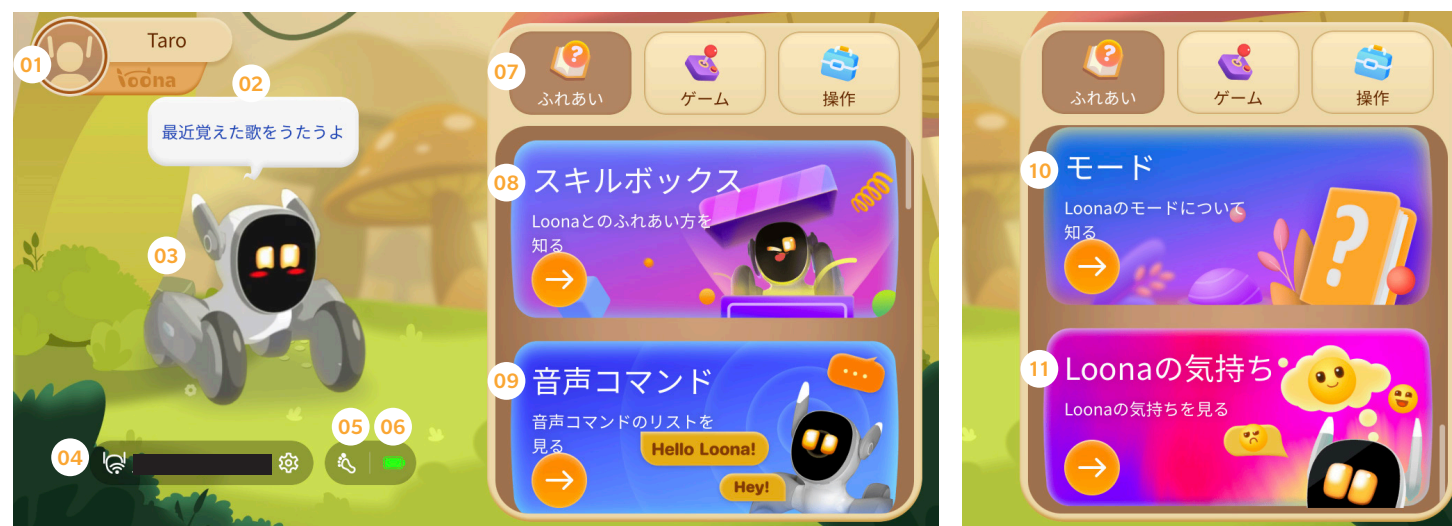 01
Taro
Loona
02
最近覚えた歌をうたうよ
03
04
05
06
07
ふれあい
ゲーム
操作
08
スキルボックス
Loonaとのふれあい方を
知る
09
音声コマンド
音声コマンドのリストを
見る
Hello Loona!
Hey!
ふれあい
ゲーム
操作
10
モード
Loonaのモードについて
知る
11
Loonaの気持ち
Loonaの気持ちを見る